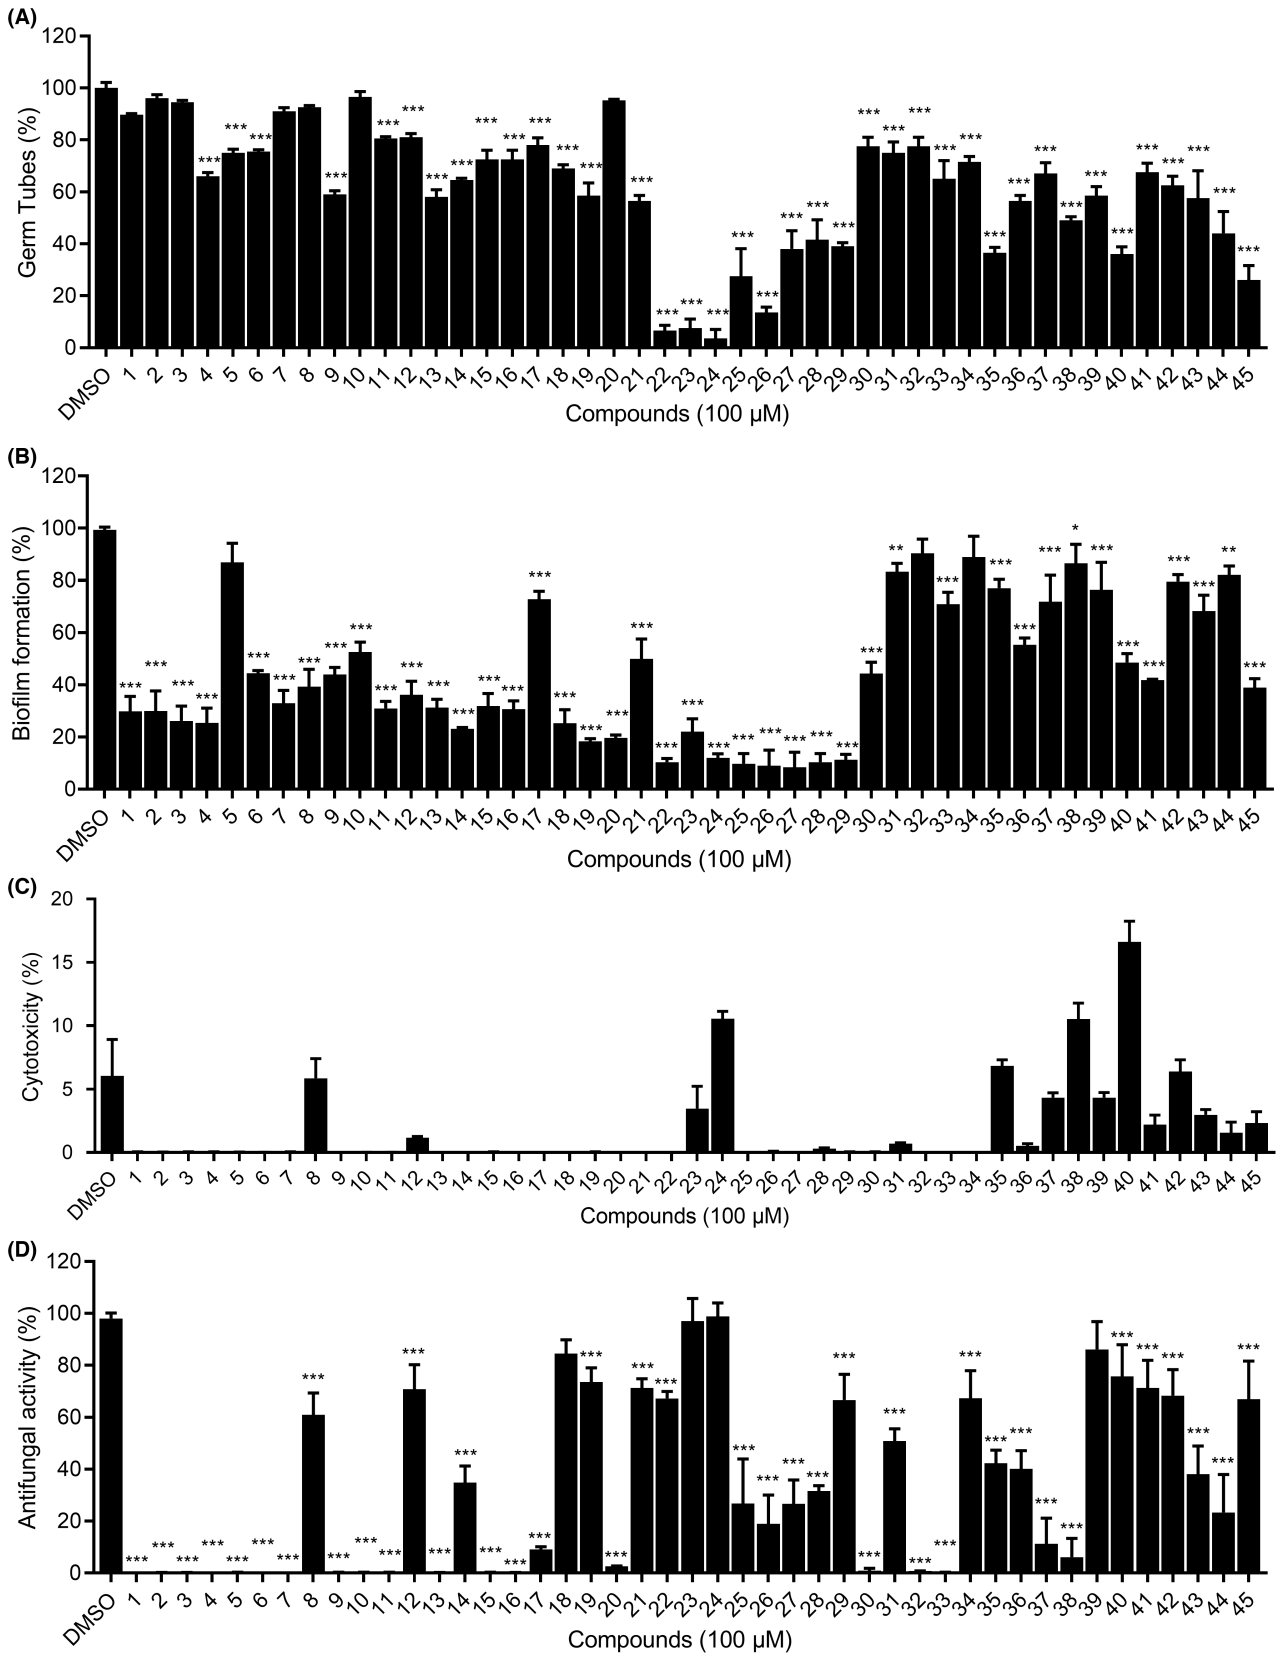 (A)
120
100
80
60
40
20
0
Germ Tubes (%)
*** *** *** *** *** *** *** *** *** *** *** *** *** *** *** *** *** *** *** *** *** *** *** *** *** *** *** *** *** *** *** *** *** *** *** *** *** ***
DMSO 1 2 3 4 5 6 7 8 9 10 11 12 13 14 15 16 17 18 19 20 21 22 23 24 25 26 27 28 29 30 31 32 33 34 35 36 37 38 39 40 41 42 43 44 45
Compounds (100 µM)
(B)
120
100
80
60
40
20
0
Biofilm formation (%)
*** *** *** *** *** *** *** *** *** *** *** *** *** *** *** *** *** *** *** *** *** *** *** *** *** *** *** *** *** ** *** *** *** *** * *** *** *** *** *** ** ***
DMSO 1 2 3 4 5 6 7 8 9 10 11 12 13 14 15 16 17 18 19 20 21 22 23 24 25 26 27 28 29 30 31 32 33 34 35 36 37 38 39 40 41 42 43 44 45
Compounds (100 µM)
(C)
20
15
10
5
0
Cytotoxicity (%)
DMSO 1 2 3 4 5 6 7 8 9 10 11 12 13 14 15 16 17 18 19 20 21 22 23 24 25 26 27 28 29 30 31 32 33 34 35 36 37 38 39 40 41 42 43 44 45
Compounds (100 µM)
(D)
120
100
80
60
40
20
0
Antifungal activity (%)
*** *** *** *** *** *** *** *** *** *** *** *** *** *** *** *** *** *** *** *** *** *** *** *** *** *** *** *** *** *** *** *** *** *** *** *** *** *** *** *** ***
DMSO 1 2 3 4 5 6 7 8 9 10 11 12 13 14 15 16 17 18 19 20 21 22 23 24 25 26 27 28 29 30 31 32 33 34 35 36 37 38 39 40 41 42 43 44 45
Compounds (100 µM)